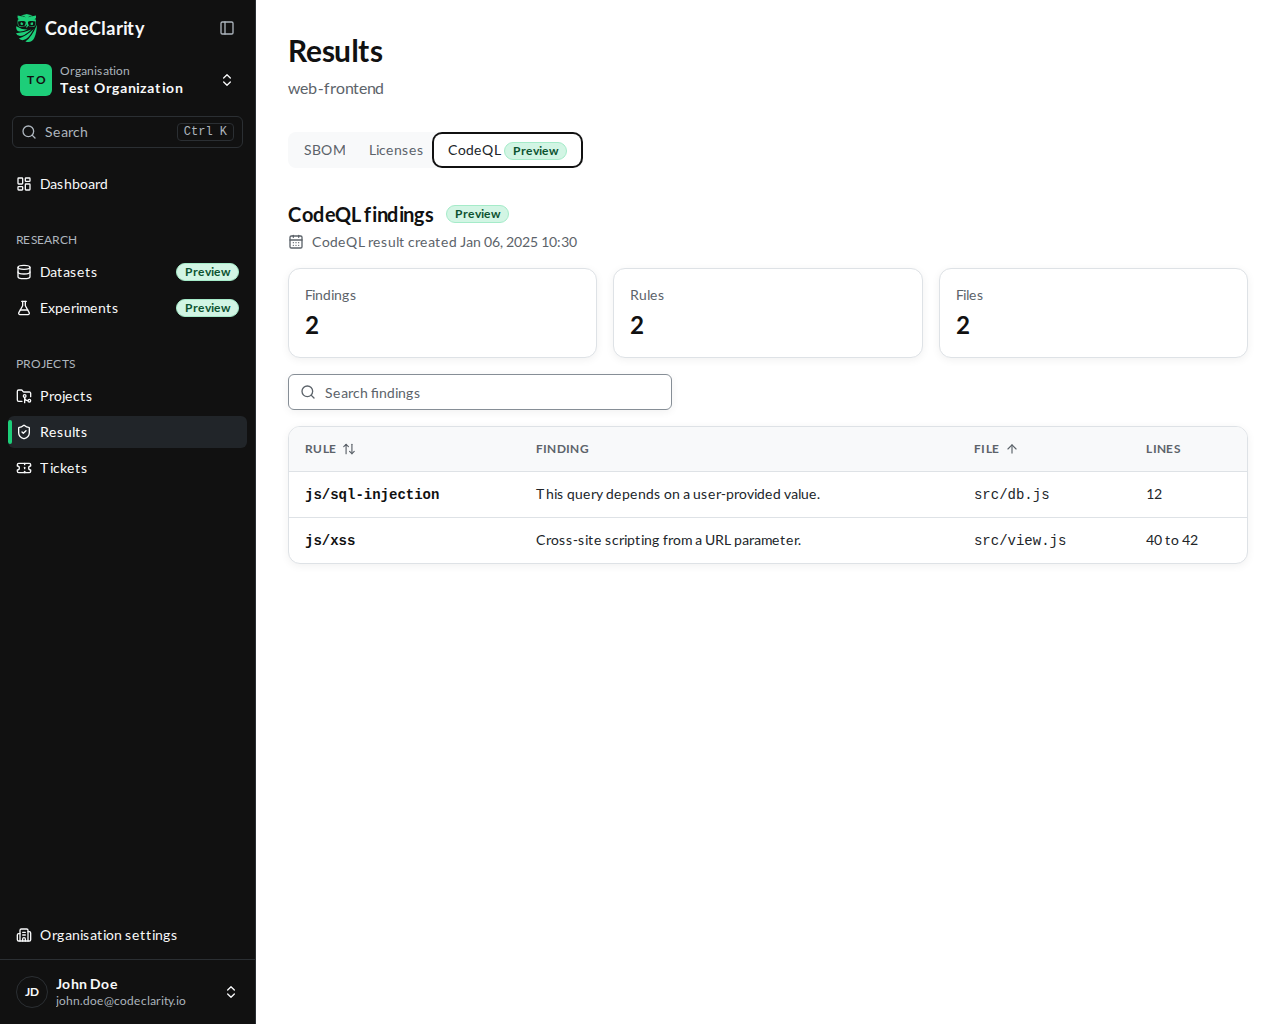 CodeClarity
TO
Organisation
Test Organization
Search
Ctrl K
Dashboard
RESEARCH
Datasets
Preview
Experiments
Preview
PROJECTS
Projects
Results
Tickets
Organisation settings
JD
John Doe
john.doe@codeclarity.io
Results
web-frontend
SBOM
Licenses
CodeQL Preview
CodeQL findings Preview
CodeQL result created Jan 06, 2025 10:30
Findings
2
Rules
2
Files
2
Search findings
RULE FINDING FILE LINES
js/sql-injection This query depends on a user-provided value. src/db.js 12
js/xss Cross-site scripting from a URL parameter. src/view.js 40 to 42